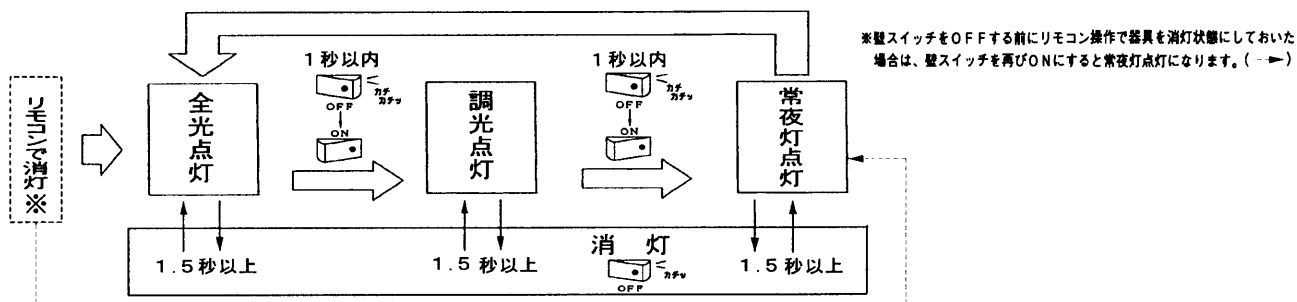 ※壁スイッチをOFFする前にリモコン操作で器具を消灯状態にしておいた
場合は、壁スイッチを再びONにすると常夜灯点灯になります。(--►)
リモコンで消灯※
全光点灯
1秒以内
カチ
カチッ
OFF
ON
調光点灯
1秒以内
カチ
カチッ
OFF
ON
常夜灯点灯
消灯
1.5秒以上
1.5秒以上
カチッ
OFF
1.5秒以上